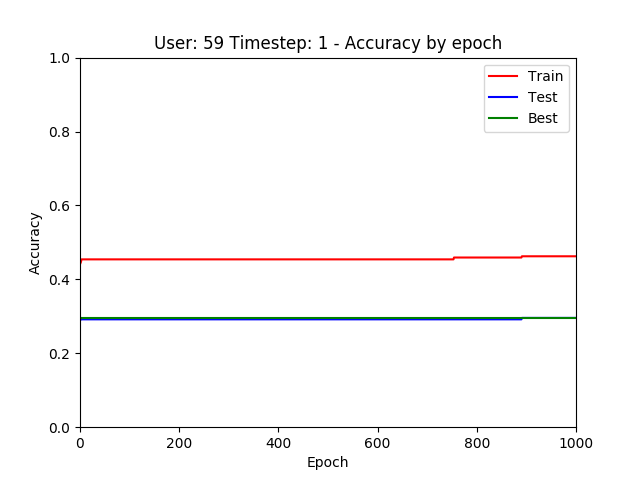 User: 59 Timestep: 1 - Accuracy by epoch
1.0
0.8
0.6
0.4
0.2
0.0
Accuracy
Train
Test
Best
0 200 400 600 800 1000
Epoch